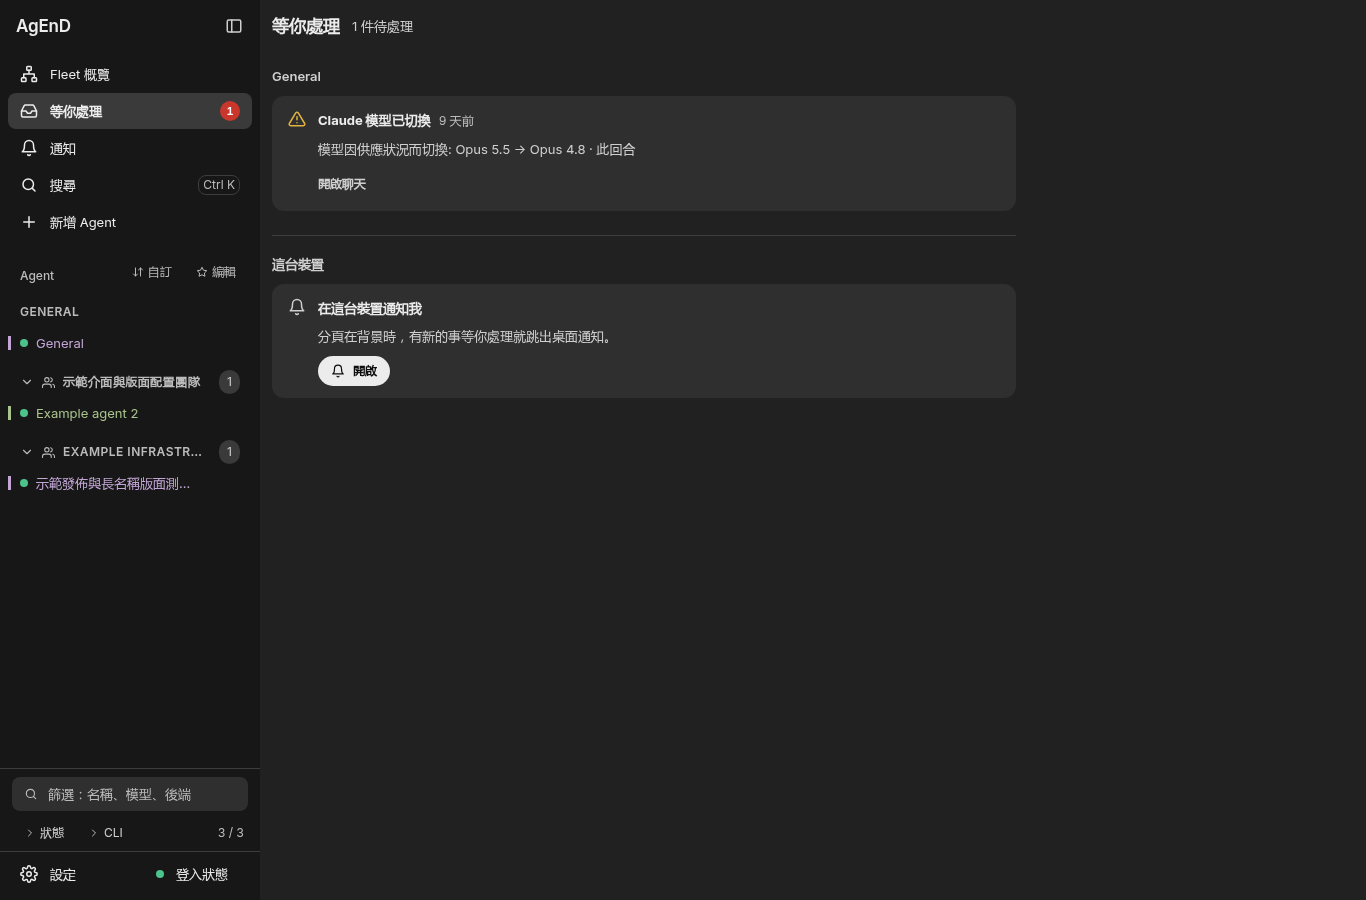 AgEnD
Fleet 概覽
等你處理 1
通知
搜尋 Ctrl K
新增 Agent
Agent 自訂 編輯
GENERAL
General
示範介面與版面配置團隊 1
Example agent 2
EXAMPLE INFRASTR... 1
示範發佈與長名稱版面測...
篩選：名稱、模型、後端
狀態 CLI 3 / 3
設定 登入狀態
等你處理 1 件待處理
General
Claude 模型已切換 9 天前
模型因供應狀況而切換: Opus 5.5 → Opus 4.8 · 此回合
開啟聊天
這台裝置
在這台裝置通知我
分頁在背景時，有新的事等你處理就跳出桌面通知。
開啟